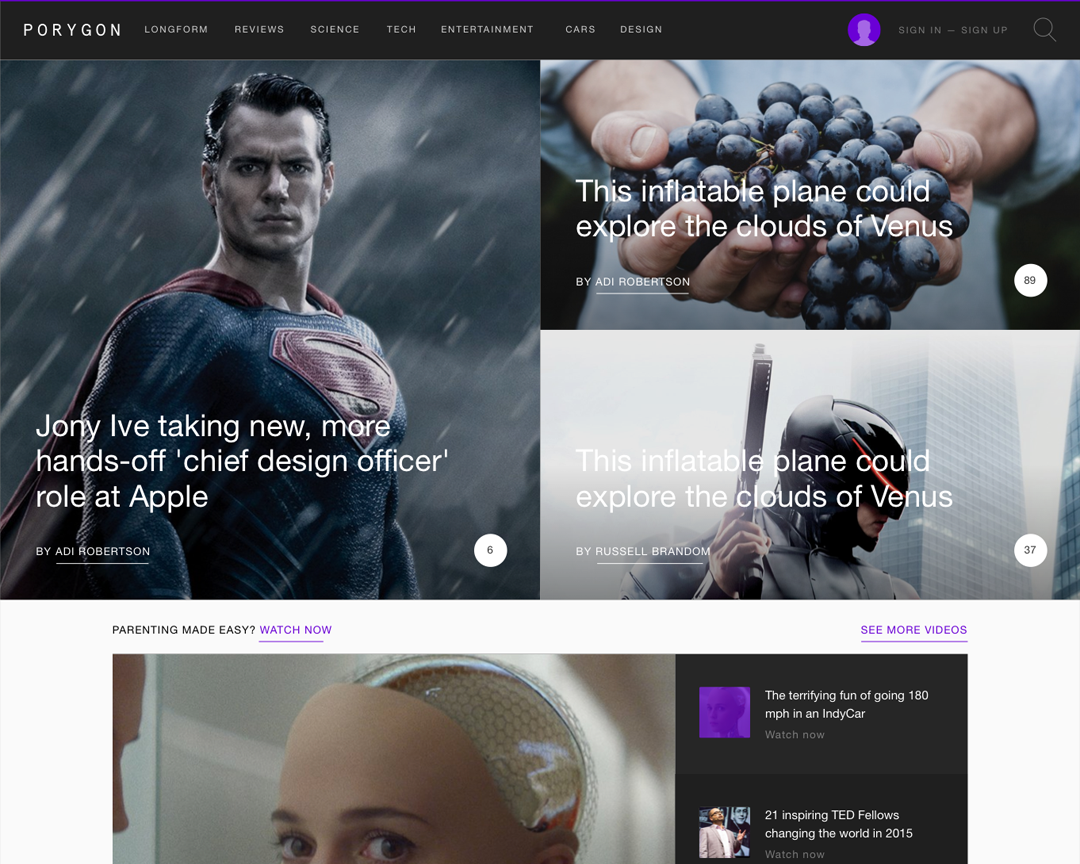 PORYGON LONGFORM REVIEWS SCIENCE TECH ENTERTAINMENT CARS DESIGN SIGN IN — SIGN UP
Jony Ive taking new, more
hands-off 'chief design officer'
role at Apple
BY ADI ROBERTSON
6
This inflatable plane could
explore the clouds of Venus
BY ADI ROBERTSON
89
This inflatable plane could
explore the clouds of Venus
BY RUSSELL BRANDOM
37
PARENTING MADE EASY? WATCH NOW
SEE MORE VIDEOS
The terrifying fun of going 180
mph in an IndyCar
Watch now
21 inspiring TED Fellows
changing the world in 2015
Watch now